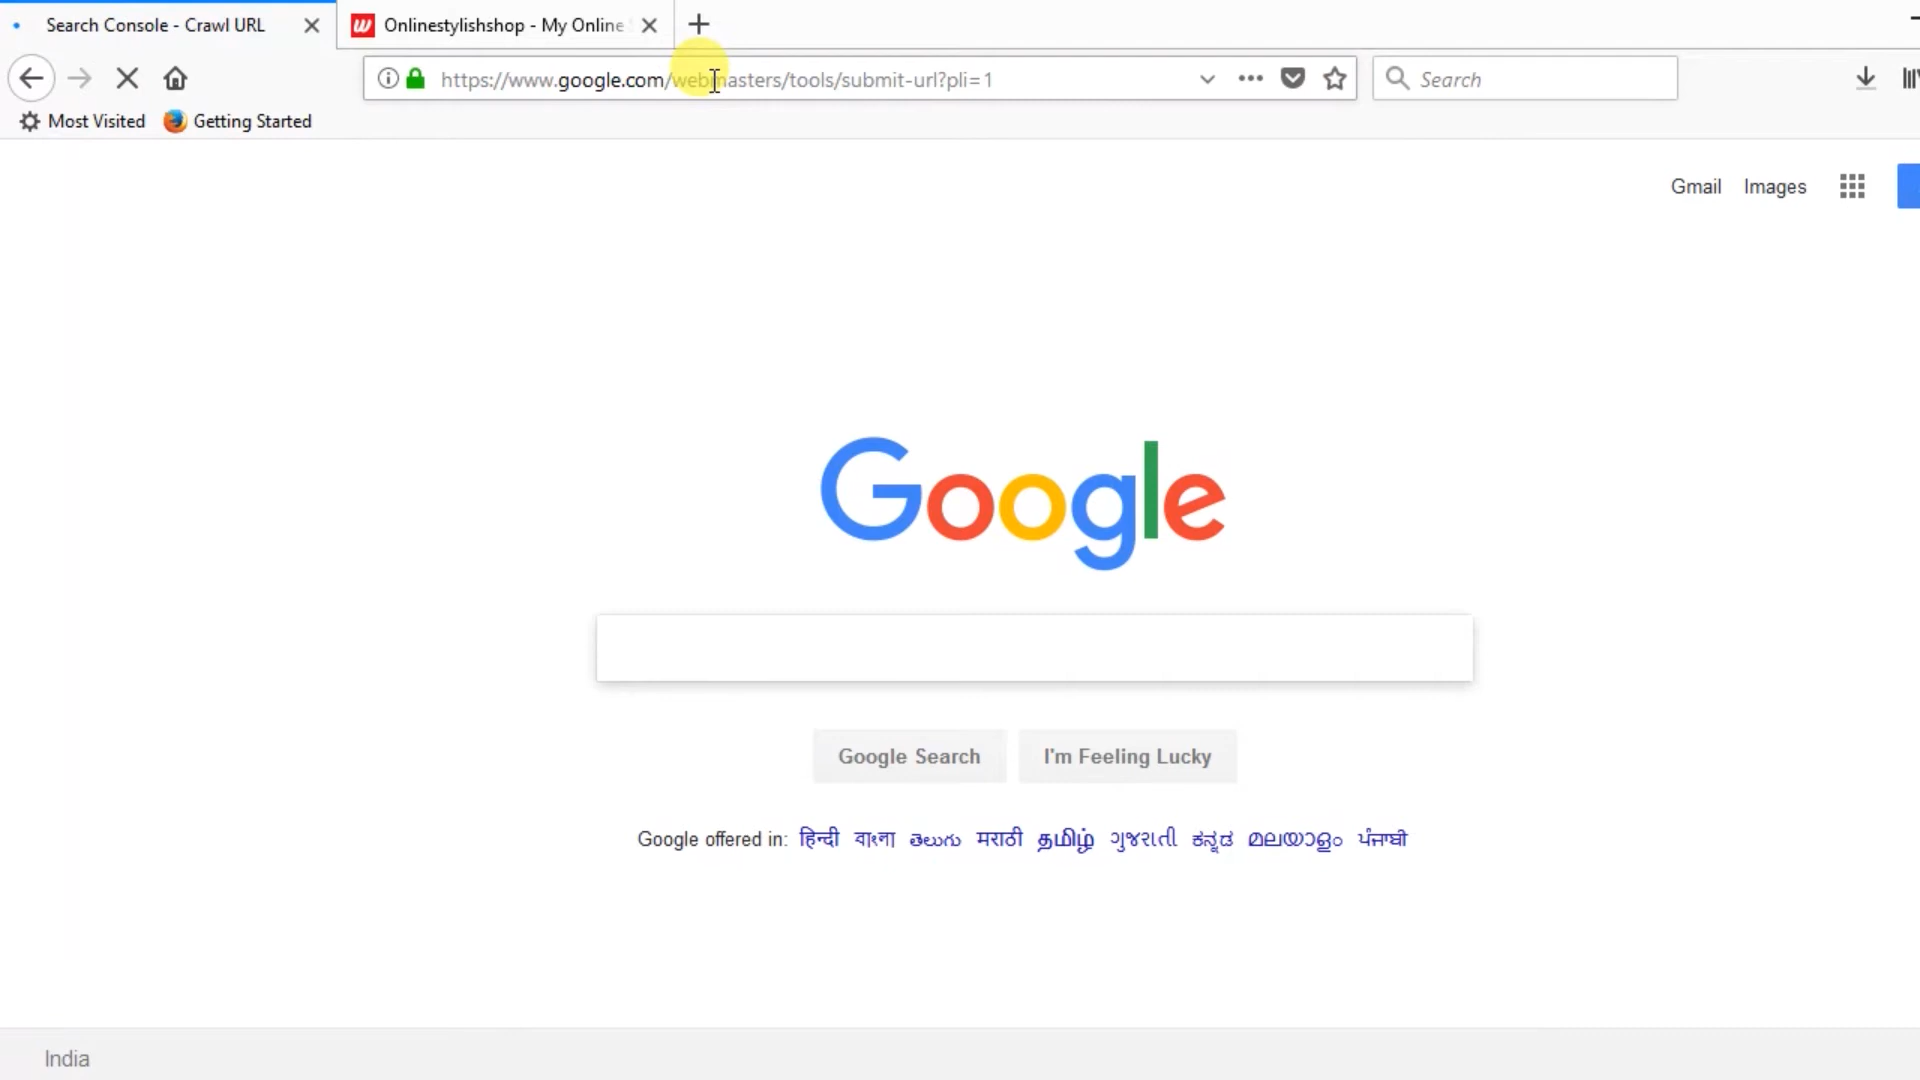 Search Console - Crawl URL
Onlinestylishshop - My Online
https://www.google.com/webmasters/tools/submit-url?pli=1
Search
Most Visited
Getting Started
Gmail
Images
Google
Google Search
I'm Feeling Lucky
Google offered in: हिन्दी বাংলা తెలుగు मराठी தமிழ் ગુજરાતી ಕನ್ನಡ മലയാളം ਪੰਜਾਬੀ
India